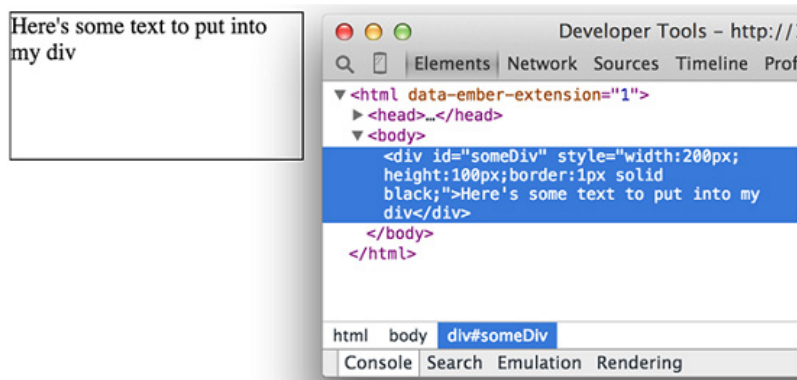 Here's some text to put into
my div
Developer Tools - http://
Elements Network Sources Timeline Prof
▼<html data-ember-extension="1">
▶<head>…</head>
▼<body>
<div id="someDiv" style="width:200px;
height:100px;border:1px solid
black;">Here's some text to put into my
div</div>
</body>
</html>
html body div#someDiv
Console Search Emulation Rendering